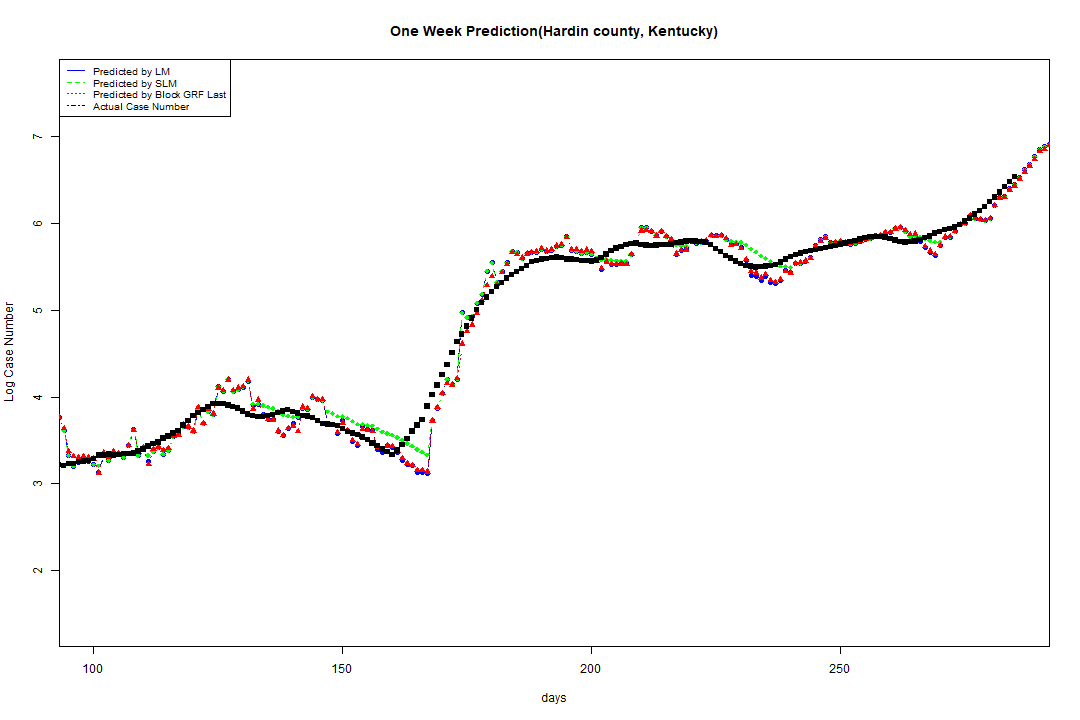 One Week Prediction(Hardin county, Kentucky)
Predicted by LM
Predicted by SLM
Predicted by Block GRF Last
Actual Case Number
7
6
5
4
3
2
Log Case Number
100 150 200 250
days